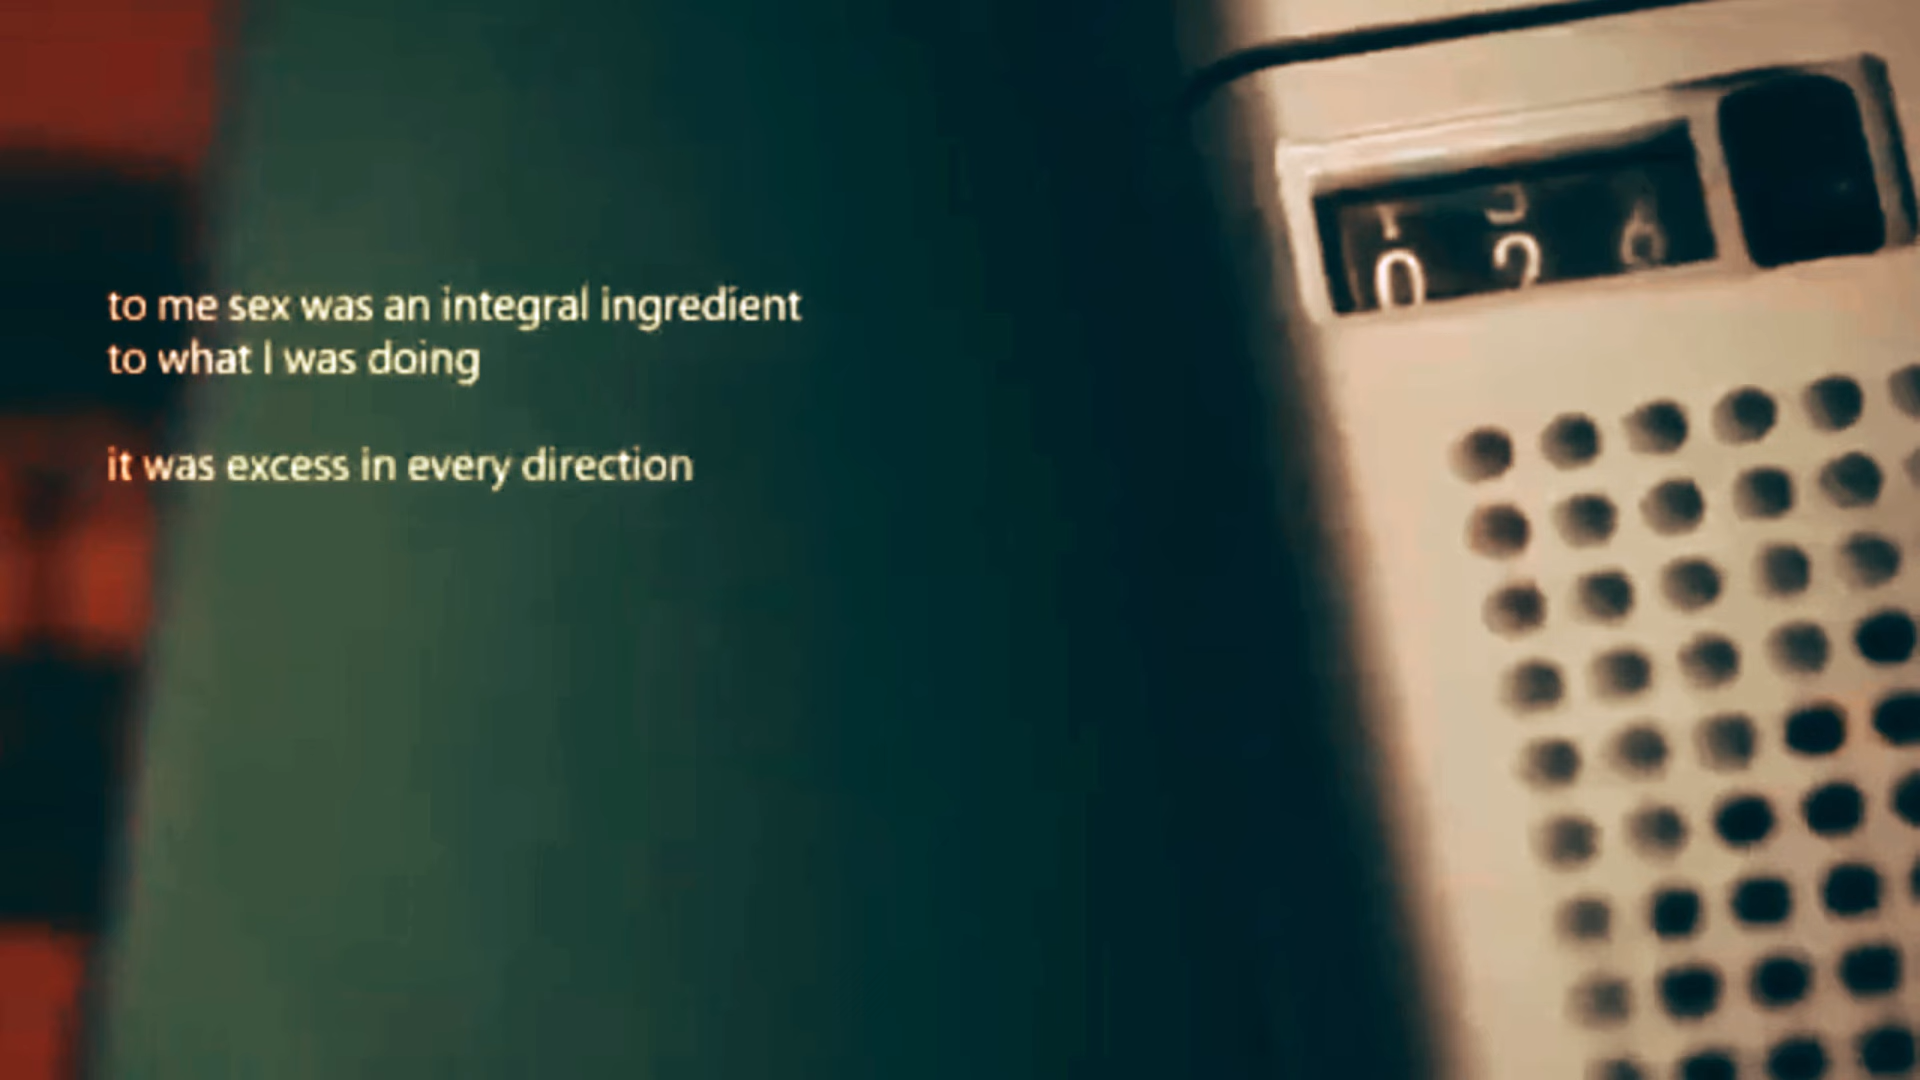 to me sex was an integral ingredient
to what I was doing
it was excess in every direction